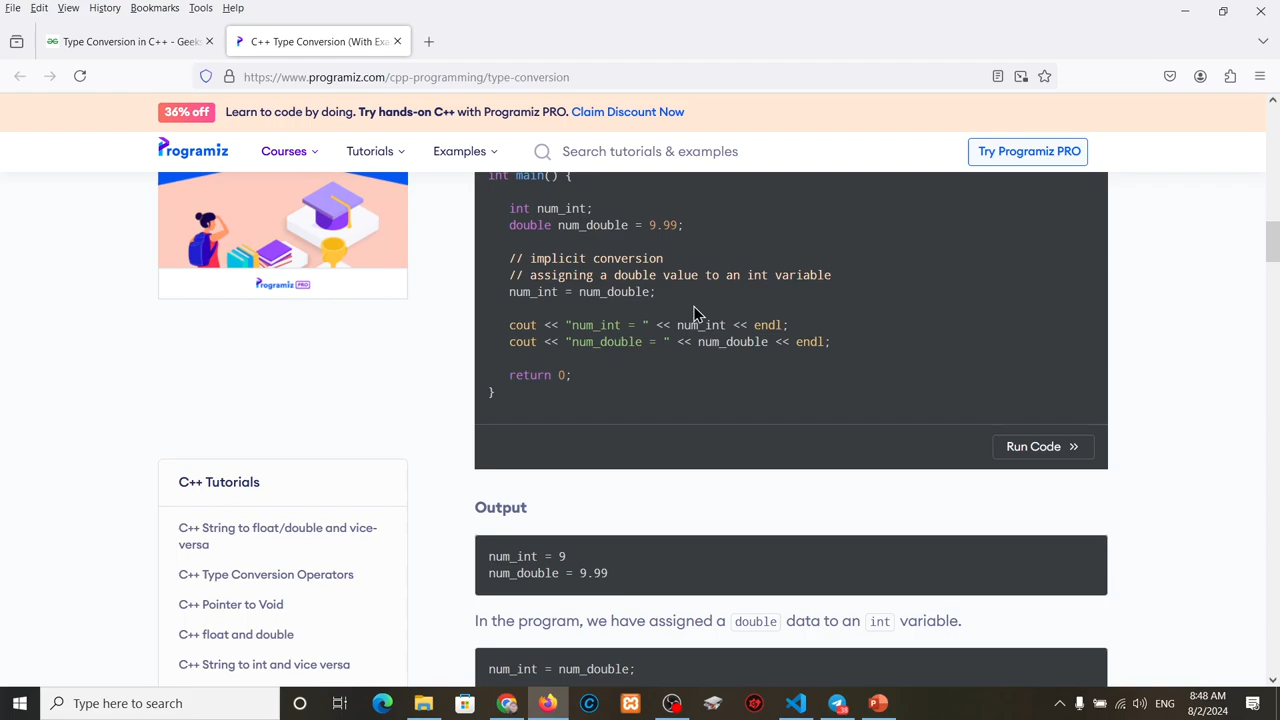 File Edit View History Bookmarks Tools Help
Type Conversion in C++ - Geeks
C++ Type Conversion (With Exa
https://www.programiz.com/cpp-programming/type-conversion
36% off Learn to code by doing. Try hands-on C++ with Programiz PRO. Claim Discount Now
Programiz Courses Tutorials Examples Search tutorials & examples Try Programiz PRO
int main() {
int num_int;
double num_double = 9.99;
// implicit conversion
// assigning a double value to an int variable
num_int = num_double;
cout << "num_int = " << num_int << endl;
cout << "num_double = " << num_double << endl;
return 0;
}
Run Code »
Programiz PRO
Output
num_int = 9
num_double = 9.99
In the program, we have assigned a double data to an int variable.
num_int = num_double;
C++ Tutorials
C++ String to float/double and vice-
versa
C++ Type Conversion Operators
C++ Pointer to Void
C++ float and double
C++ String to int and vice versa
Type here to search
ENG
8:48 AM
8/2/2024